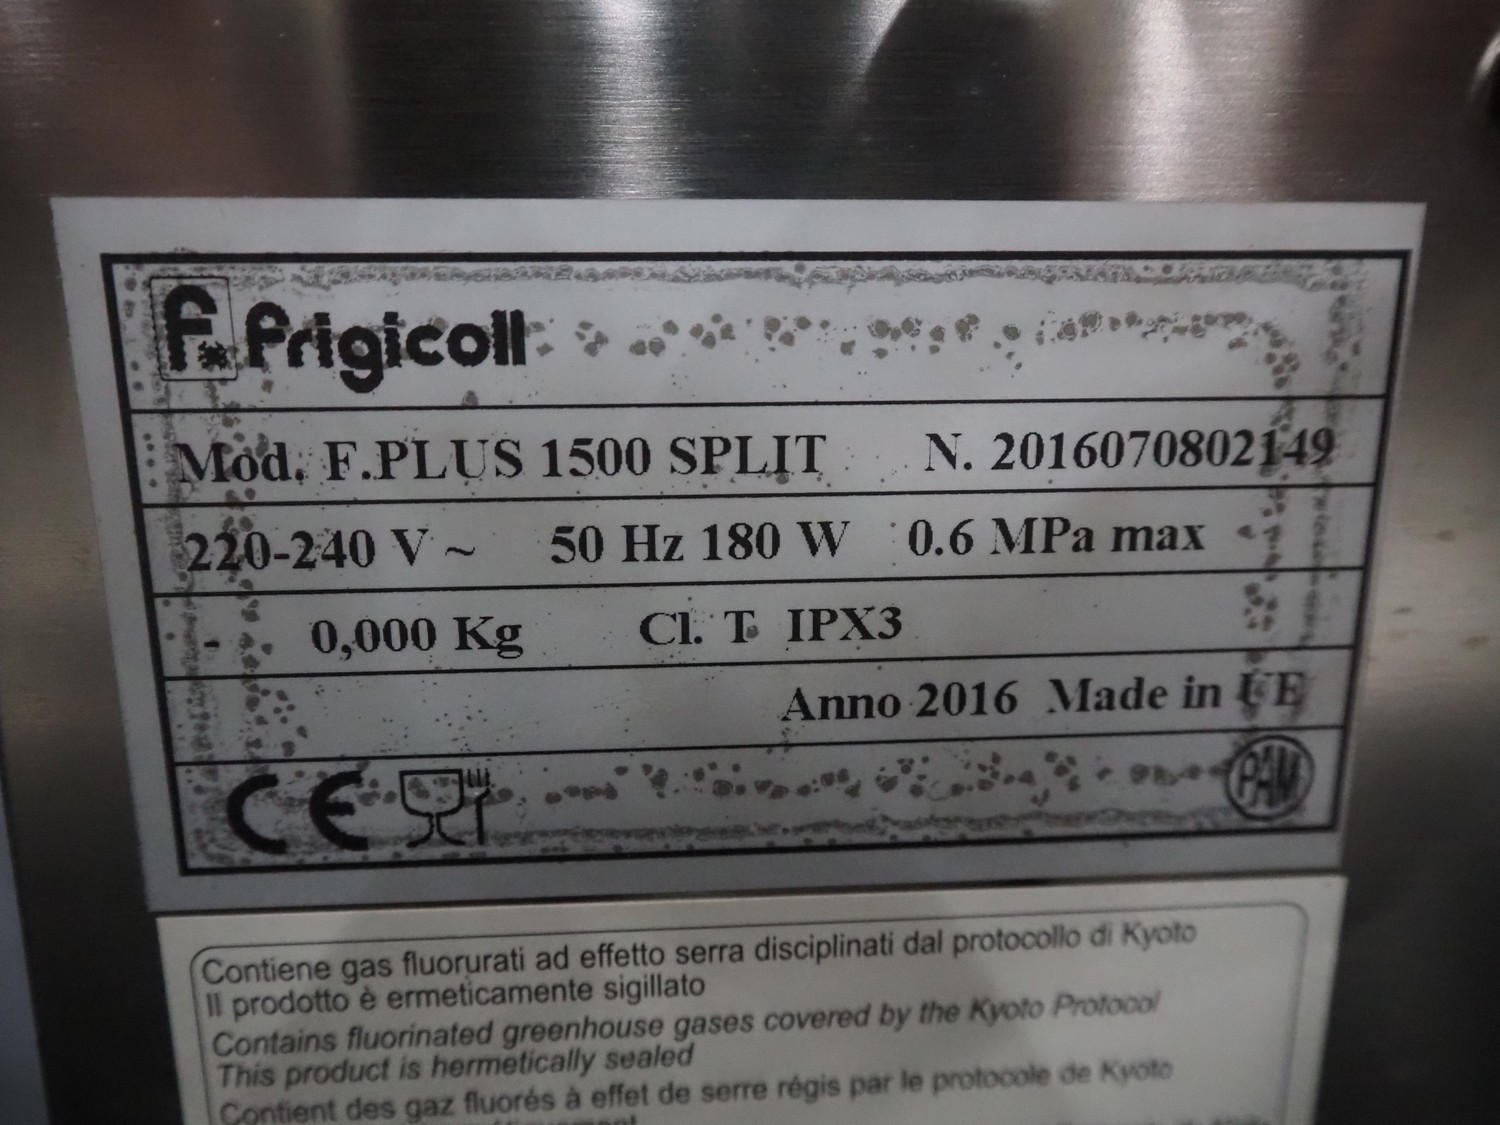 f. frigicoll
Mod. F.PLUS 1500 SPLIT N. 2016070802149
220-240 V ~ 50 Hz 180 W 0.6 MPa max
- 0,000 Kg Cl. T IPX3
Anno 2016 Made in UE
CE PAM
Contiene gas fluorurati ad effetto serra disciplinati dal protocollo di Kyoto
Il prodotto è ermeticamente sigillato
Contains fluorinated greenhouse gases covered by the Kyoto Protocol
This product is hermetically sealed
Contient des gaz fluorés à effet de serre régis par le protocole de Kyoto